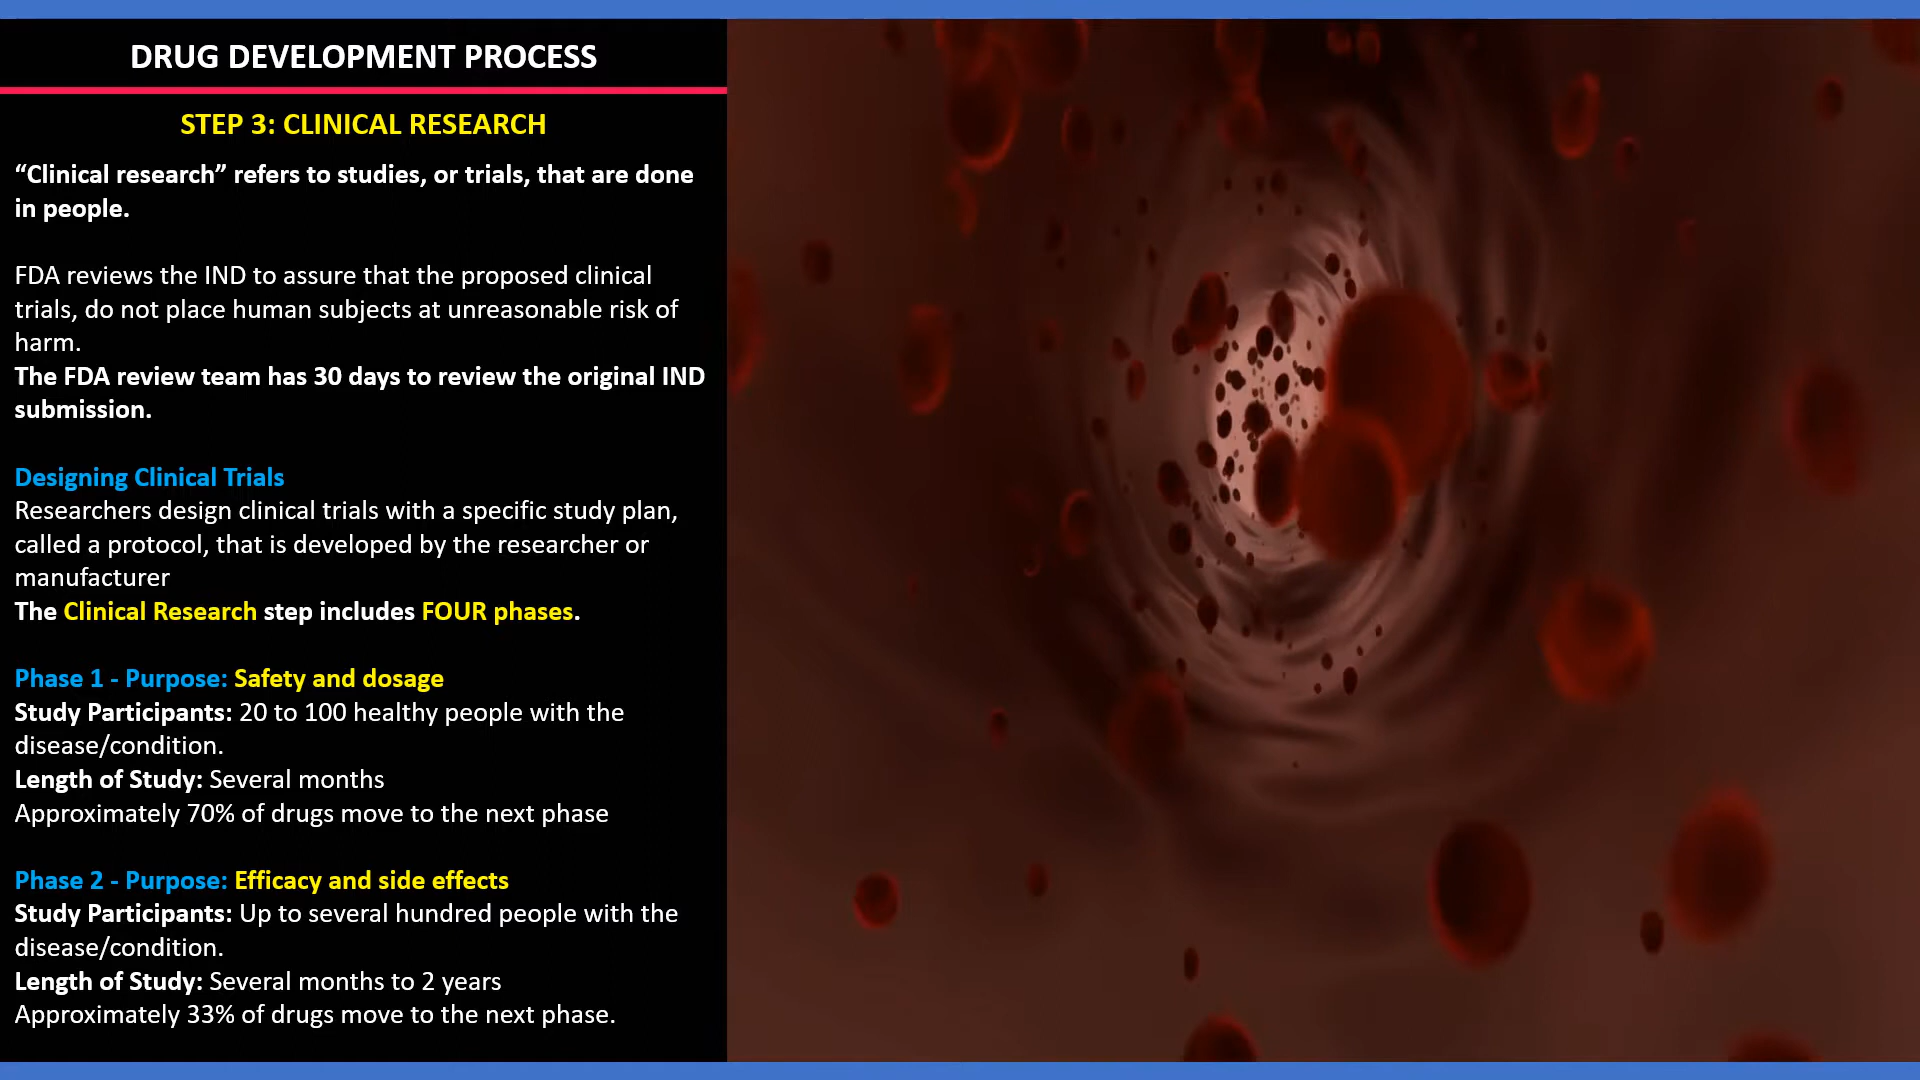 DRUG DEVELOPMENT PROCESS
STEP 3: CLINICAL RESEARCH
“Clinical research” refers to studies, or trials, that are done
in people.
FDA reviews the IND to assure that the proposed clinical
trials, do not place human subjects at unreasonable risk of
harm.
The FDA review team has 30 days to review the original IND
submission.
Designing Clinical Trials
Researchers design clinical trials with a specific study plan,
called a protocol, that is developed by the researcher or
manufacturer
The Clinical Research step includes FOUR phases.
Phase 1 - Purpose: Safety and dosage
Study Participants: 20 to 100 healthy people with the
disease/condition.
Length of Study: Several months
Approximately 70% of drugs move to the next phase
Phase 2 - Purpose: Efficacy and side effects
Study Participants: Up to several hundred people with the
disease/condition.
Length of Study: Several months to 2 years
Approximately 33% of drugs move to the next phase.